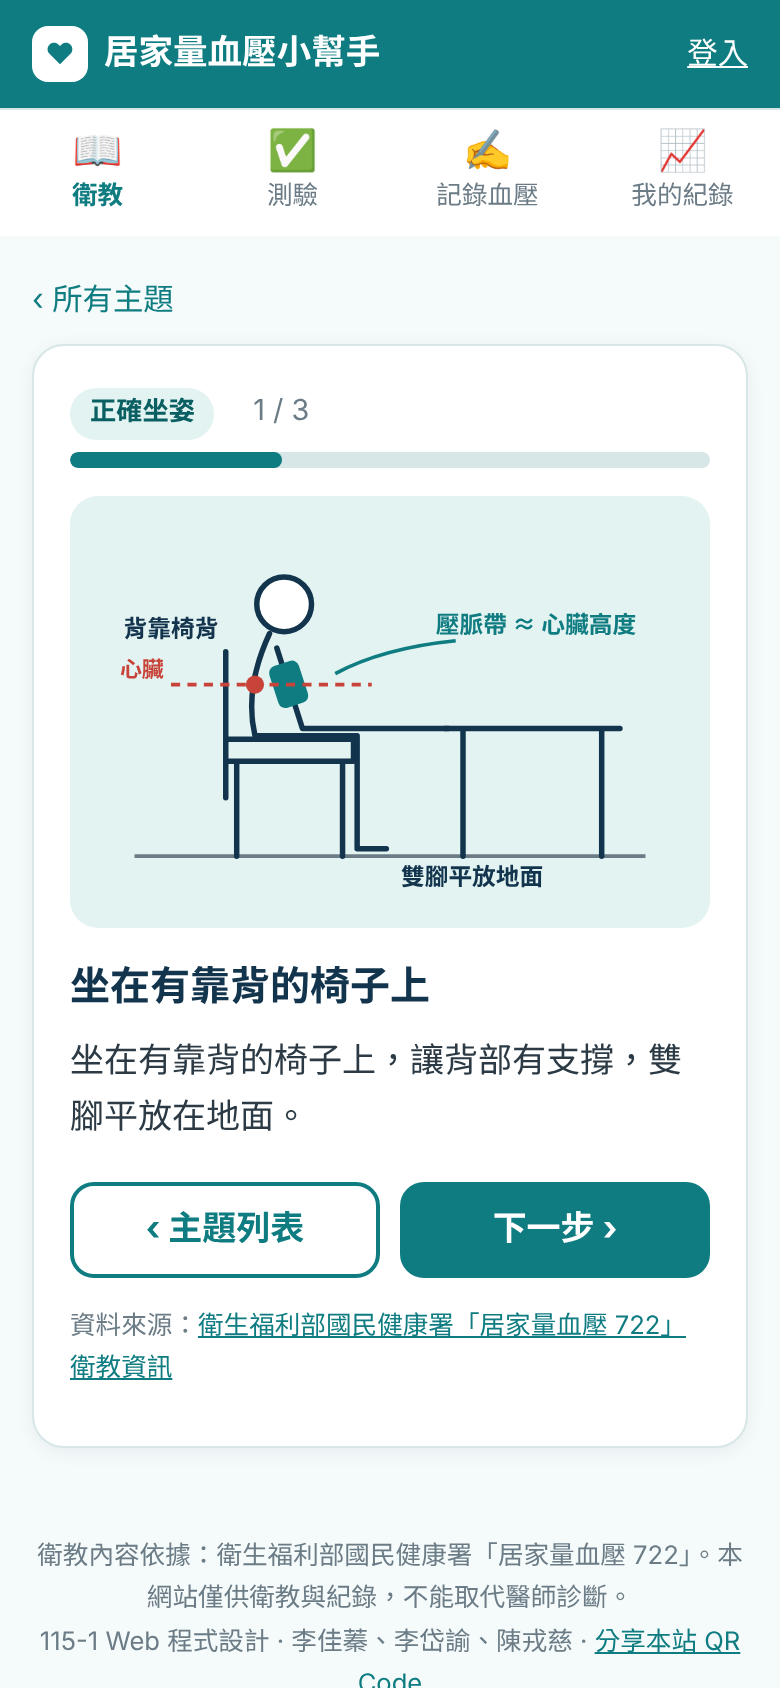 居家量血壓小幫手
登入
衛教
測驗
記錄血壓
我的紀錄
‹ 所有主題
正確坐姿
1 / 3
背靠椅背
壓脈帶 ≈ 心臟高度
心臟
雙腳平放地面
坐在有靠背的椅子上
坐在有靠背的椅子上，讓背部有支撐，雙
腳平放在地面。
‹ 主題列表
下一步 ›
資料來源：衛生福利部國民健康署「居家量血壓 722」
衛教資訊
衛教內容依據：衛生福利部國民健康署「居家量血壓 722」。本
網站僅供衛教與紀錄，不能取代醫師診斷。
115-1 Web 程式設計 · 李佳蓁、李岱諭、陳戎慈 · 分享本站 QR
Code